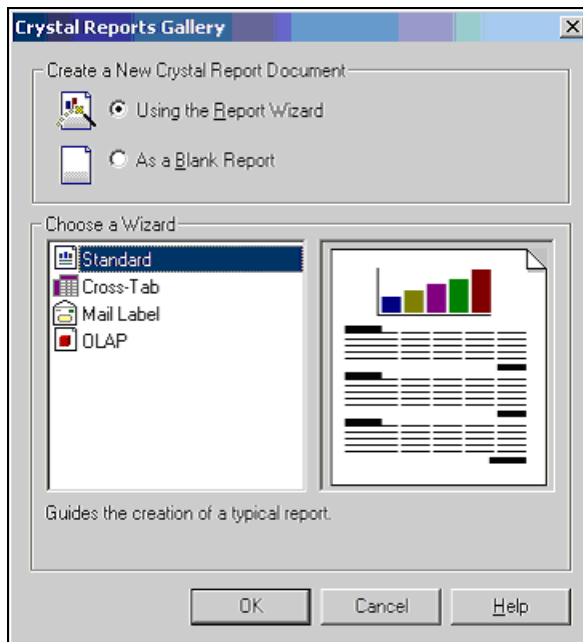 Crystal Reports Gallery
Create a New Crystal Report Document
Using the Report Wizard
As a Blank Report
Choose a Wizard
Standard
Cross-Tab
Mail Label
OLAP
Guides the creation of a typical report.
OK Cancel Help